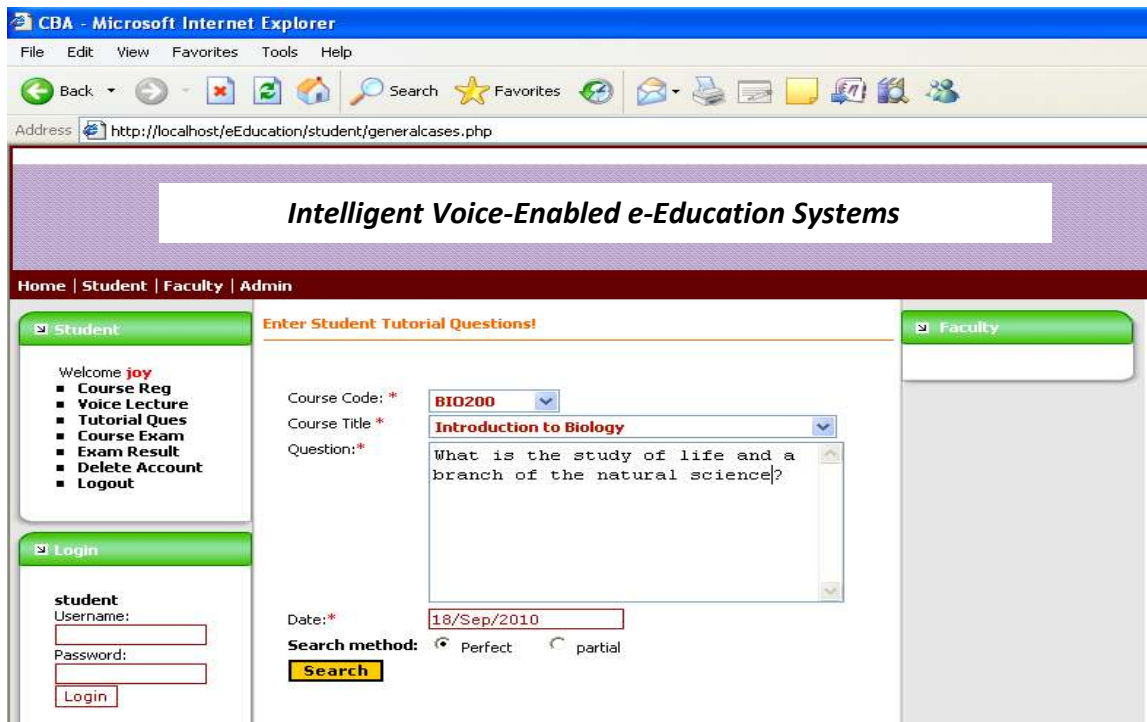 CBA - Microsoft Internet Explorer
File Edit View Favorites Tools Help
Back Search Favorites
Address http://localhost/eEducation/student/generalcases.php
Intelligent Voice-Enabled e-Education Systems
Home | Student | Faculty | Admin
Student
Welcome joy
Course Reg
Voice Lecture
Tutorial Ques
Course Exam
Exam Result
Delete Account
Logout
Login
student
Username:
Password:
Login
Enter Student Tutorial Questions!
Course Code: * BIO200
Course Title * Introduction to Biology
Question:* What is the study of life and a
branch of the natural science?
Date:* 18/Sep/2010
Search method: Perfect partial
Search
Faculty